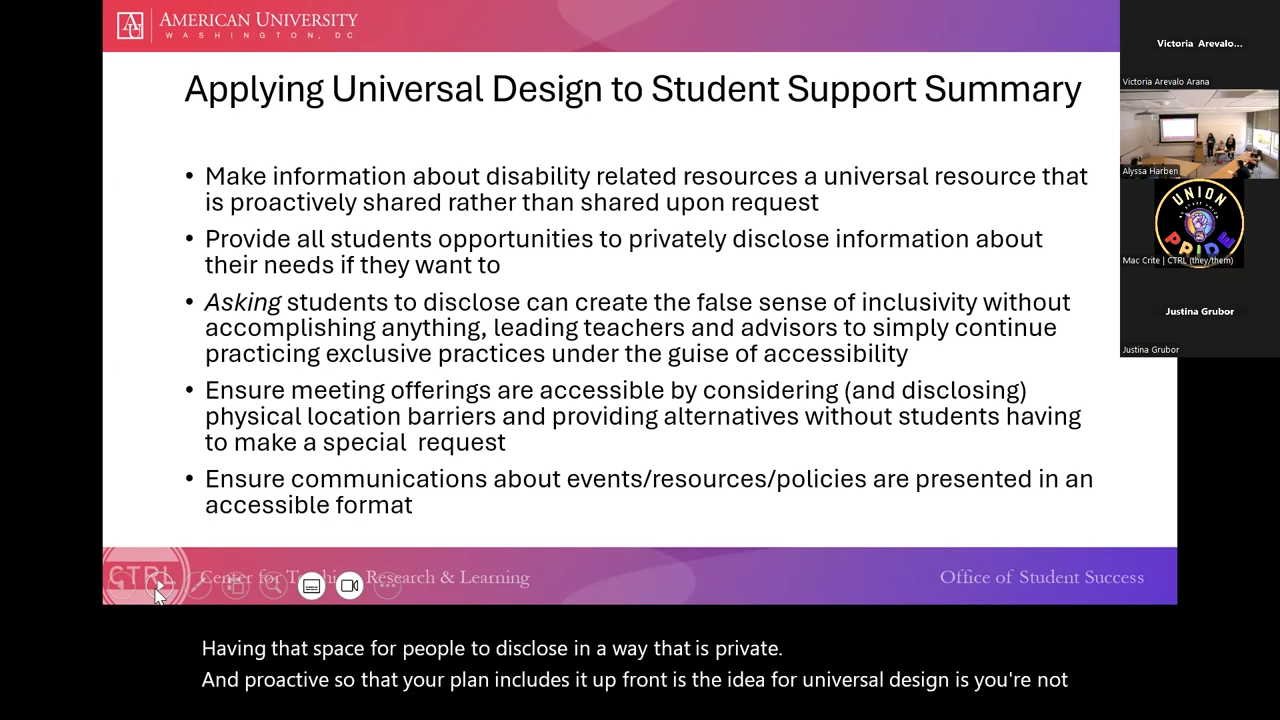 AMERICAN UNIVERSITY
WASHINGTON, DC
Applying Universal Design to Student Support Summary
• Make information about disability related resources a universal resource that
is proactively shared rather than shared upon request
• Provide all students opportunities to privately disclose information about
their needs if they want to
• Asking students to disclose can create the false sense of inclusivity without
accomplishing anything, leading teachers and advisors to simply continue
practicing exclusive practices under the guise of accessibility
• Ensure meeting offerings are accessible by considering (and disclosing)
physical location barriers and providing alternatives without students having
to make a special request
• Ensure communications about events/resources/policies are presented in an
accessible format
CTRL
Center for Teaching Research & Learning
Office of Student Success
Having that space for people to disclose in a way that is private.
And proactive so that your plan includes it up front is the idea for universal design is you're not
Victoria Arevalo...
Victoria Arevalo Arana
Alyssa Harben
UNION
PRIDE
Mac Crite | CTRL (they/them)
Justina Grubor
Justina Grubor